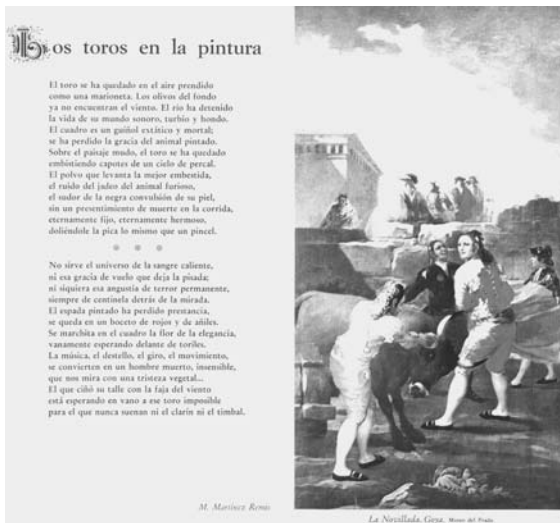 Los toros en la pintura
El toro se ha quedado en el aire prendido
como una marioneta. Los olivos del fondo
ya no encuentran el viento. El río ha detenido
la vida de su mundo sonoro, turbio y hondo.
El cuadro es un guiñol extático y mortal;
se ha perdido la gracia del animal pintado.
Sobre el paisaje mudo, el toro se ha quedado
embistiendo capotes de un cielo de percal.
El polvo que levanta la mejor embestida,
el ruido del jadeo del animal furioso,
el sudor de la negra convulsión de su piel,
sin un presentimiento de muerte en la corrida,
eternamente fijo, eternamente hermoso,
doliéndole la pica lo mismo que un pincel.
No sirve el universo de la sangre caliente,
ni esa gracia de vuelo que deja la pisada;
ni siquiera esa angustia de terror permanente,
siempre de centinela detrás de la mirada.
El espada pintado ha perdido prestancia,
se queda en un boceto de rojos y de añiles.
Se marchita en el cuadro la flor de la elegancia,
vanamente esperando delante de toriles.
La música, el destello, el giro, el movimiento,
se convierten en un hombre muerto, insensible,
que nos mira con una tristeza vegetal...
El que ciñó su talle con la faja del viento
está esperando en vano a ese toro imposible
para el que nunca suenan ni el clarín ni el timbal.
M. Martínez Remis
La Novillada. Goya. Museo del Prado